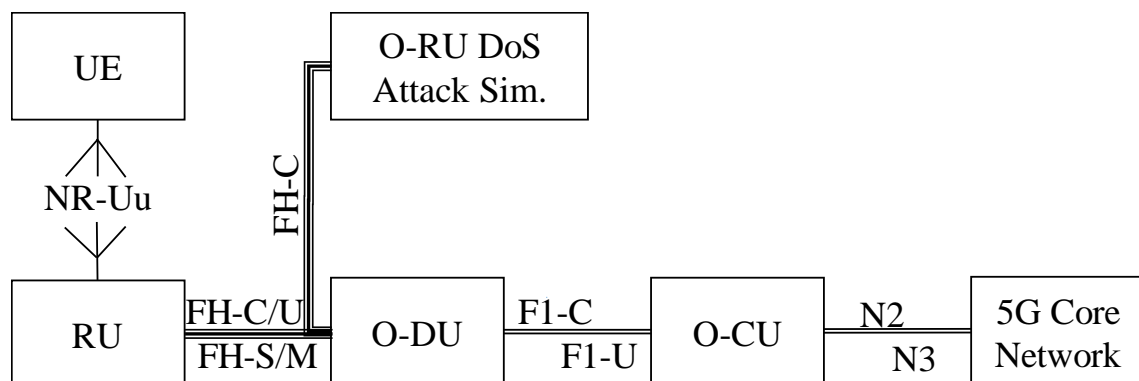 UE
O-RU DoS
Attack Sim.
NR-Uu
FH-C
RU
FH-C/U
FH-S/M
O-DU
F1-C
F1-U
O-CU
N2
N3
5G Core
Network